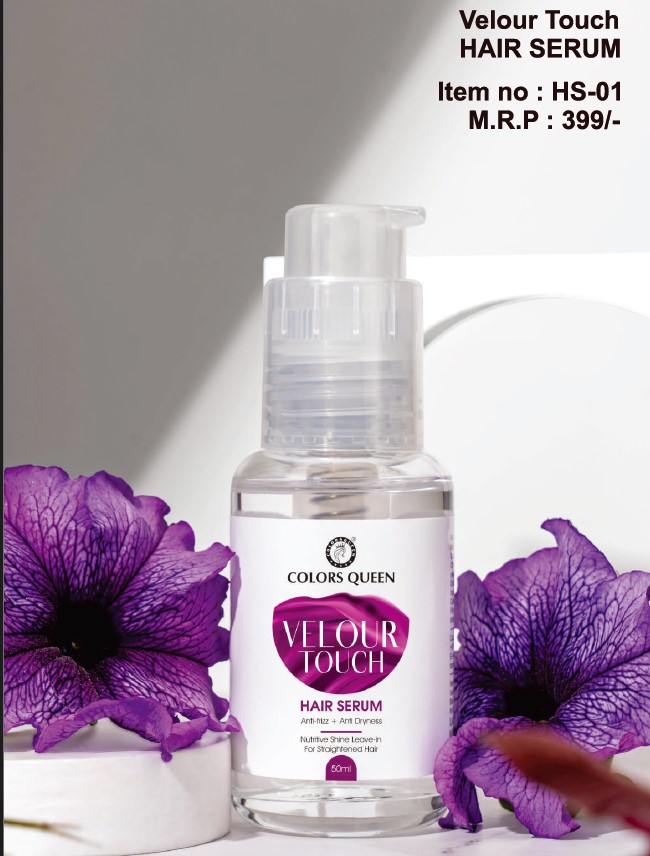 Velour Touch
HAIR SERUM
Item no : HS-01
M.R.P : 399/-
COLORS QUEEN
VELOUR
TOUCH
HAIR SERUM
Anti-frizz + Anti Dryness
Nutritive Shine Leave-in
For Straightened Hair
50ml